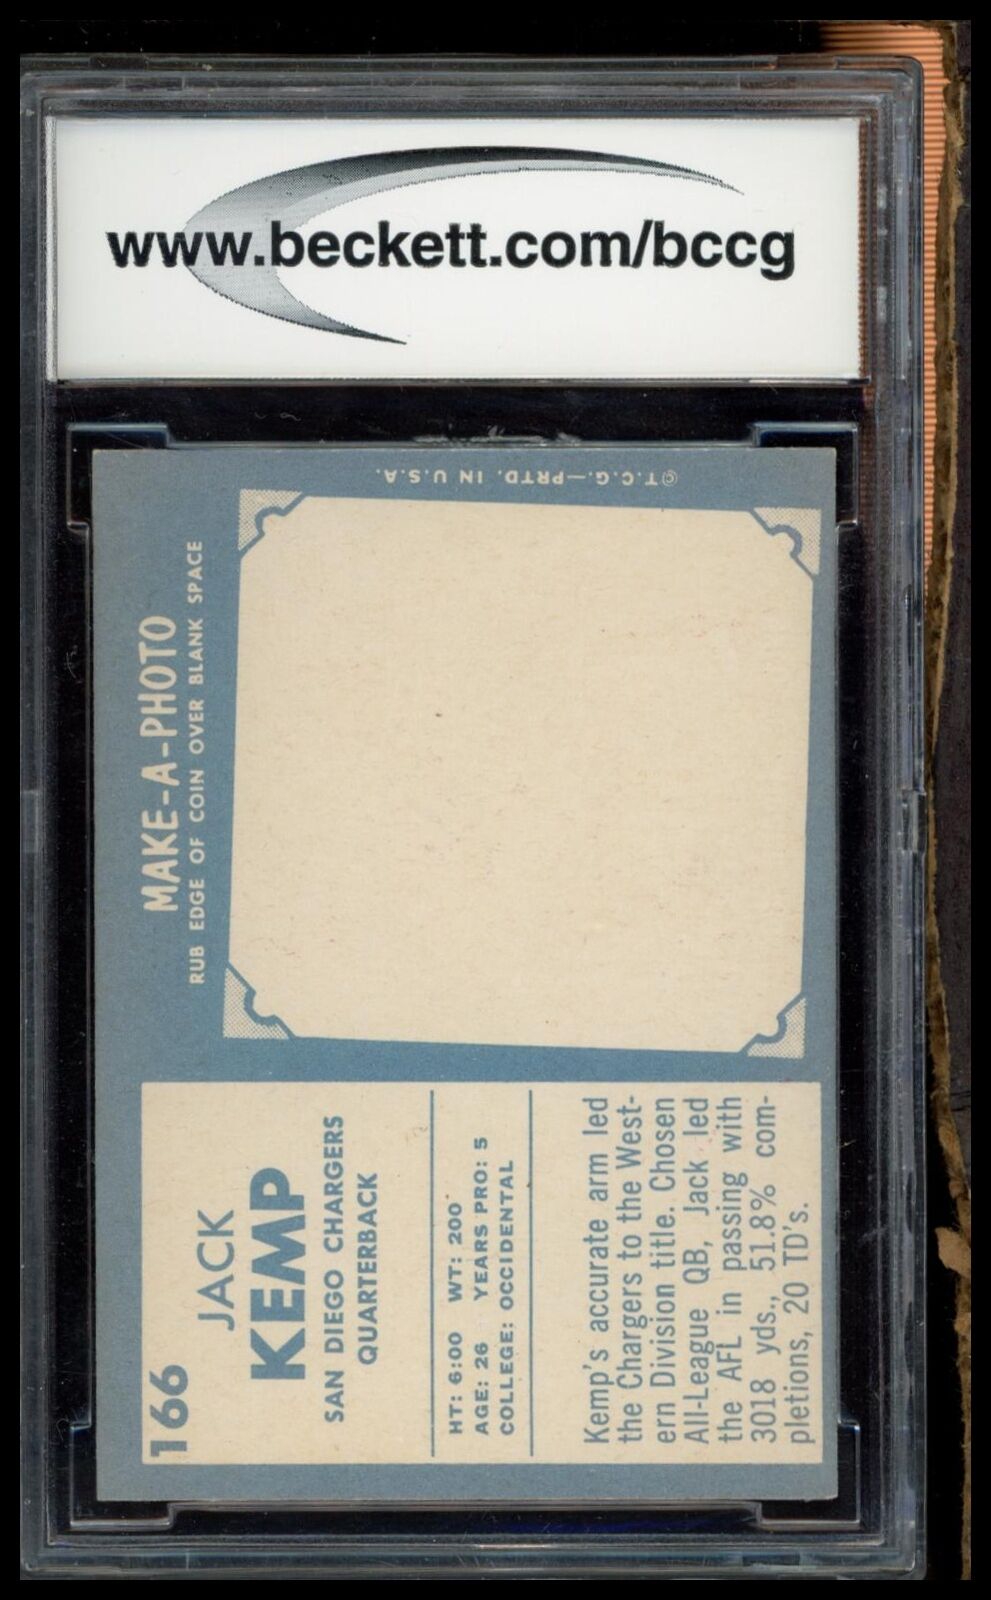 www.beckett.com/bccg
166
JACK
KEMP
SAN DIEGO CHARGERS
QUARTERBACK
HT: 6:00 WT: 200
AGE: 26 YEARS PRO: 5
COLLEGE: OCCIDENTAL
Kemp's accurate arm led
the Chargers to the West-
ern Division title. Chosen
All-League QB, Jack led
the AFL in passing with
3018 yds., 51.8% com-
pletions, 20 TD's.
MAKE-A-PHOTO
RUB EDGE OF COIN OVER BLANK SPACE
©T.C.G.—PRTD. IN U.S.A.